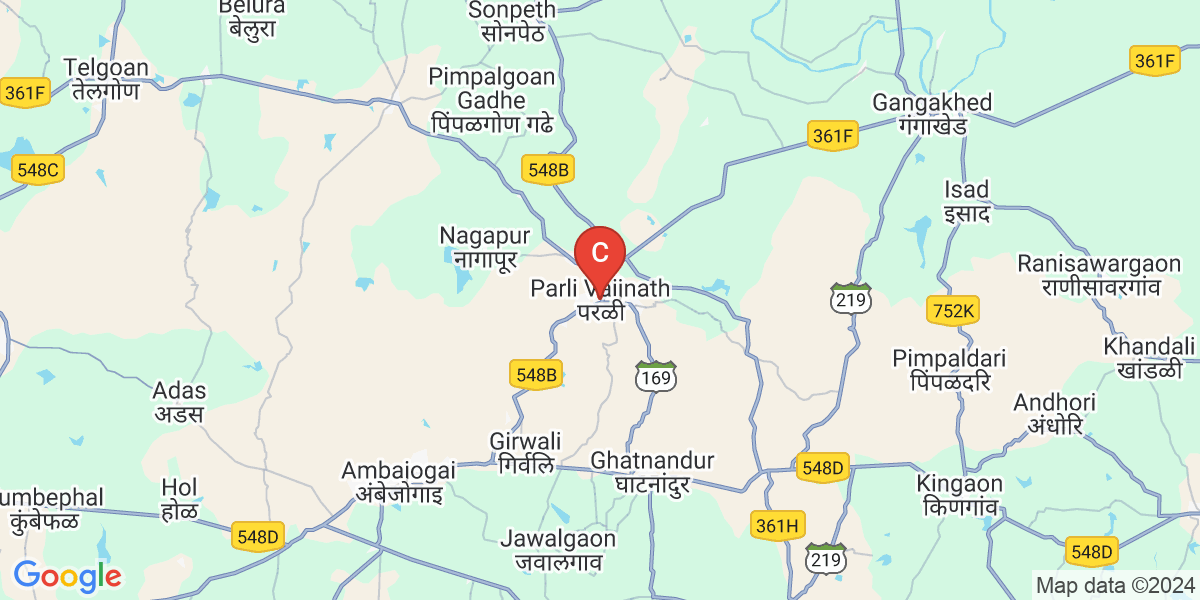 Belura
बेलुरा
Sonpeth
सोनपेठ
Telgoan
तेलगोण
361F
Pimpalgoan
Gadhe
पिंपळगोण गढे
361F
Gangakhed
गंगाखेड
361F
548C
548B
Isad
इसाद
Nagapur
नागापूर
C
Parli Vaijnath
परळी
Ranisawargaon
राणीसावरगांव
219
752K
Khandali
खांडळी
Pimpaldari
पिंपळदरि
548B
169
Adas
अडस
Andhori
अंधोरि
Girwali
गिर्वलि
Ambajogai
अंबेजोगाइ
Ghatnandur
घाटनांदुर
548D
Kingaon
किणगांव
umbephal
कुंबेफळ
Hol
होळ
548D
361H
Jawalgaon
जवालगाव
219
548D
Google
Map data ©2024